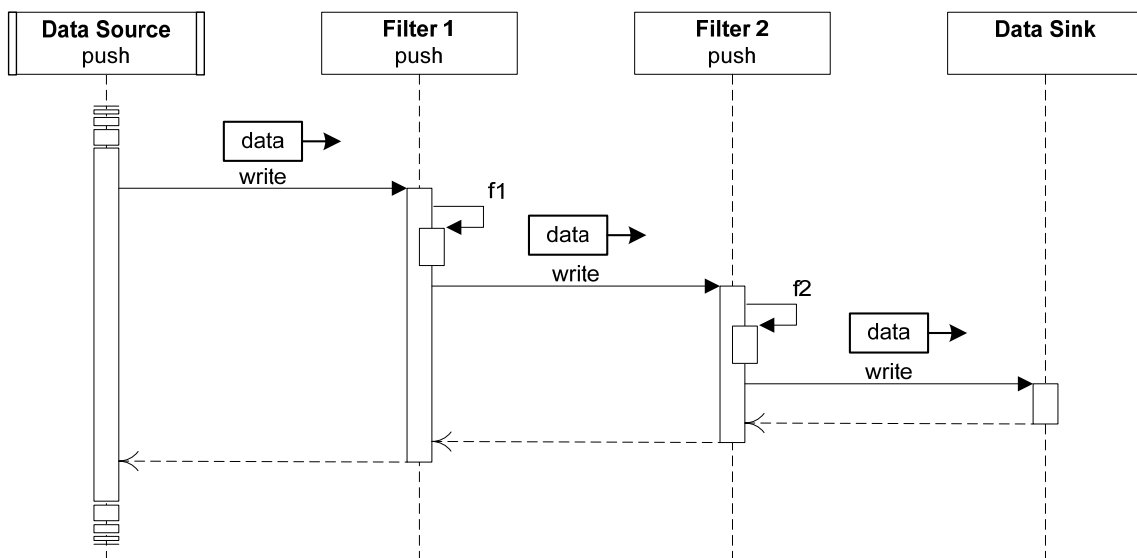 Data Source
push
Filter 1
push
Filter 2
push
Data Sink
data
write
f1
data
write
f2
data
write